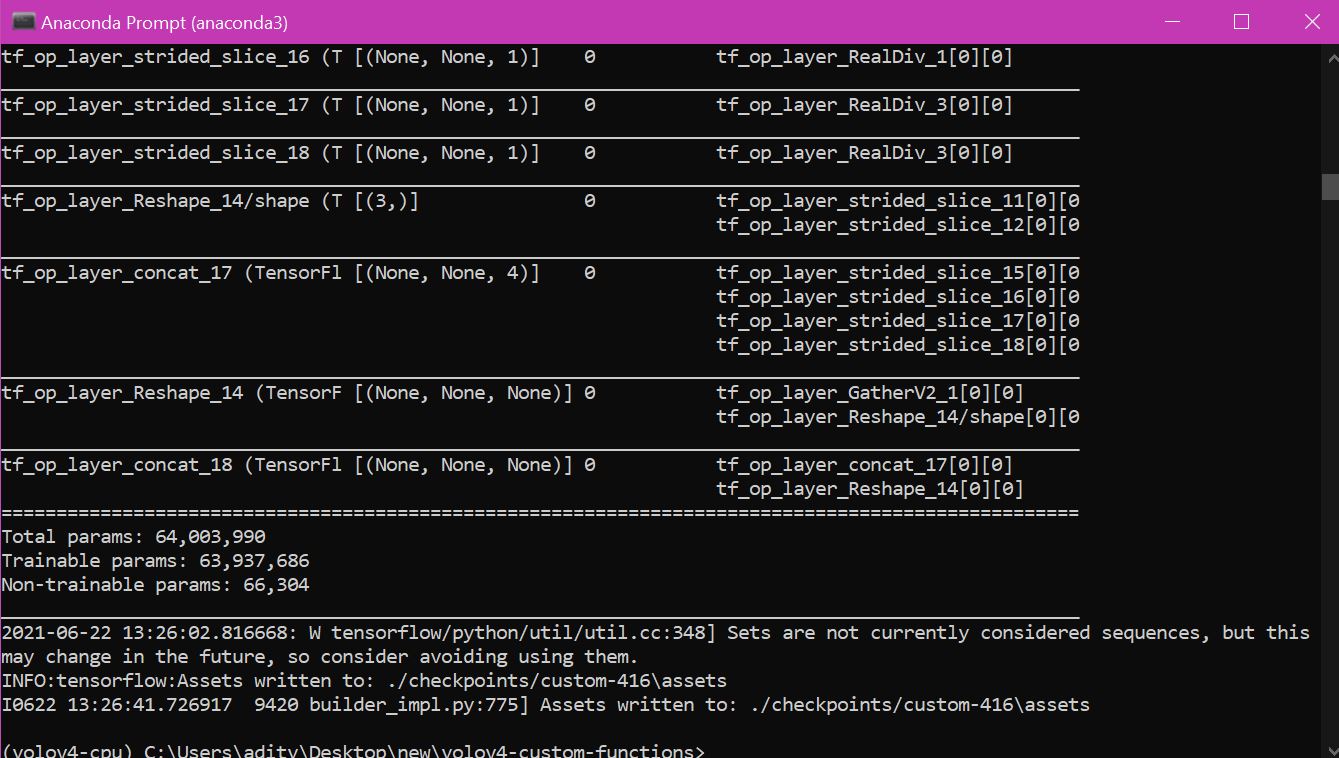 Anaconda Prompt (anaconda3)
tf_op_layer_strided_slice_16 (T [(None, None, 1)]    0           tf_op_layer_RealDiv_1[0][0]
tf_op_layer_strided_slice_17 (T [(None, None, 1)]    0           tf_op_layer_RealDiv_3[0][0]
tf_op_layer_strided_slice_18 (T [(None, None, 1)]    0           tf_op_layer_RealDiv_3[0][0]
tf_op_layer_Reshape_14/shape (T [(3,)]               0           tf_op_layer_strided_slice_11[0][0
tf_op_layer_strided_slice_12[0][0
tf_op_layer_concat_17 (TensorFl [(None, None, 4)]    0           tf_op_layer_strided_slice_15[0][0
tf_op_layer_strided_slice_16[0][0
tf_op_layer_strided_slice_17[0][0
tf_op_layer_strided_slice_18[0][0
tf_op_layer_Reshape_14 (TensorF [(None, None, None)] 0           tf_op_layer_GatherV2_1[0][0]
tf_op_layer_Reshape_14/shape[0][0
tf_op_layer_concat_18 (TensorFl [(None, None, None)] 0           tf_op_layer_concat_17[0][0]
tf_op_layer_Reshape_14[0][0]
==================================================================================================
Total params: 64,003,990
Trainable params: 63,937,686
Non-trainable params: 66,304
2021-06-22 13:26:02.816668: W tensorflow/python/util/util.cc:348] Sets are not currently considered sequences, but this
may change in the future, so consider avoiding using them.
INFO:tensorflow:Assets written to: ./checkpoints/custom-416\assets
I0622 13:26:41.726917  9420 builder_impl.py:775] Assets written to: ./checkpoints/custom-416\assets
(yolov4-cpu) C:\Users\adity\Desktop\new\yolov4-custom-functions>